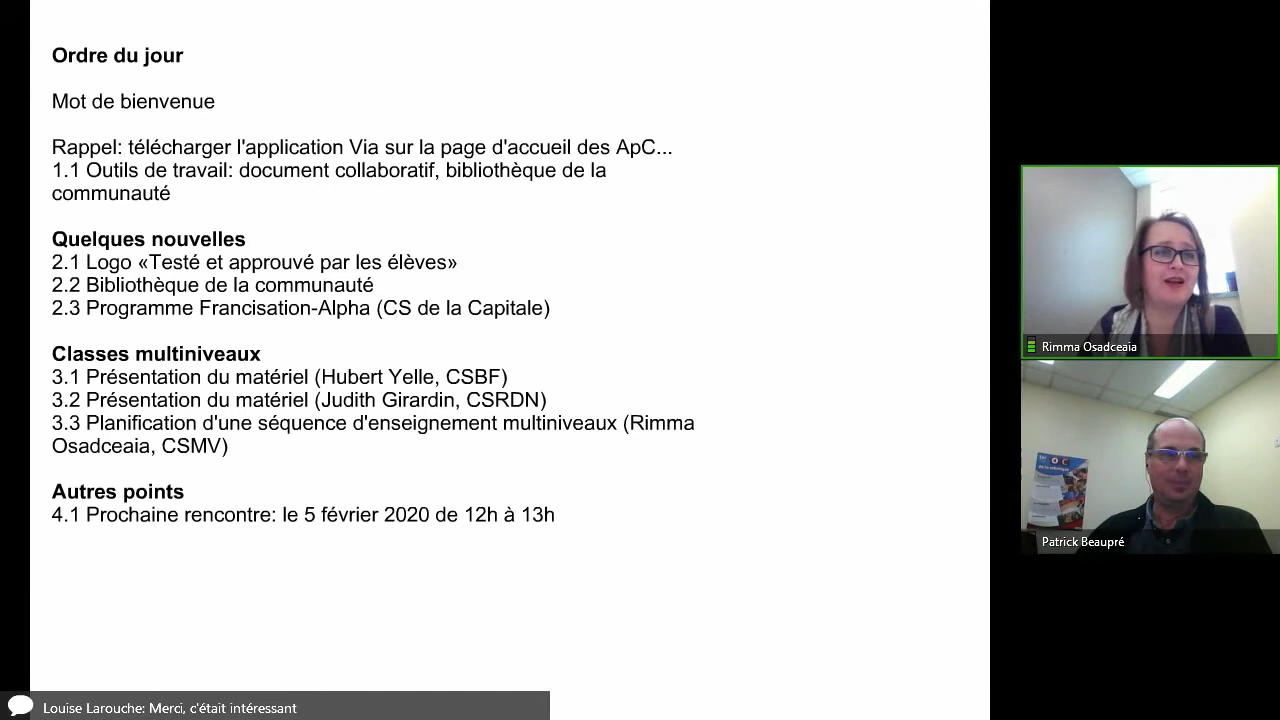 Ordre du jour
Mot de bienvenue
Rappel: télécharger l'application Via sur la page d'accueil des ApC...
1.1 Outils de travail: document collaboratif, bibliothèque de la
communauté
Quelques nouvelles
2.1 Logo «Testé et approuvé par les élèves»
2.2 Bibliothèque de la communauté
2.3 Programme Francisation-Alpha (CS de la Capitale)
Classes multiniveaux
3.1 Présentation du matériel (Hubert Yelle, CSBF)
3.2 Présentation du matériel (Judith Girardin, CSRDN)
3.3 Planification d'une séquence d'enseignement multiniveaux (Rimma
Osadceaia, CSMV)
Autres points
4.1 Prochaine rencontre: le 5 février 2020 de 12h à 13h
Rimma Osadceaia
Patrick Beaupré
Louise Larouche: Merci, c'était intéressant